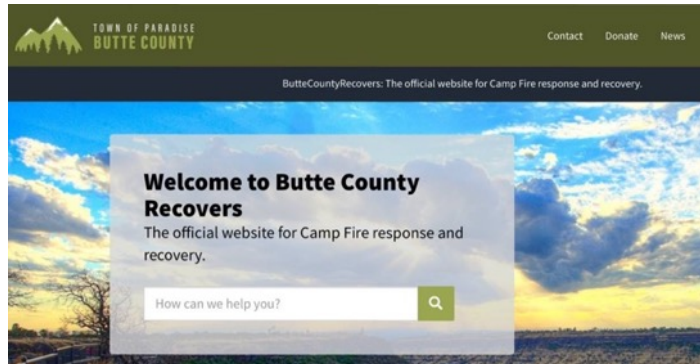 TOWN OF PARADISE
BUTTE COUNTY
Contact Donate News
ButteCountyRecovers: The official website for Camp Fire response and recovery.
Welcome to Butte County
Recovers
The official website for Camp Fire response and
recovery.
How can we help you?